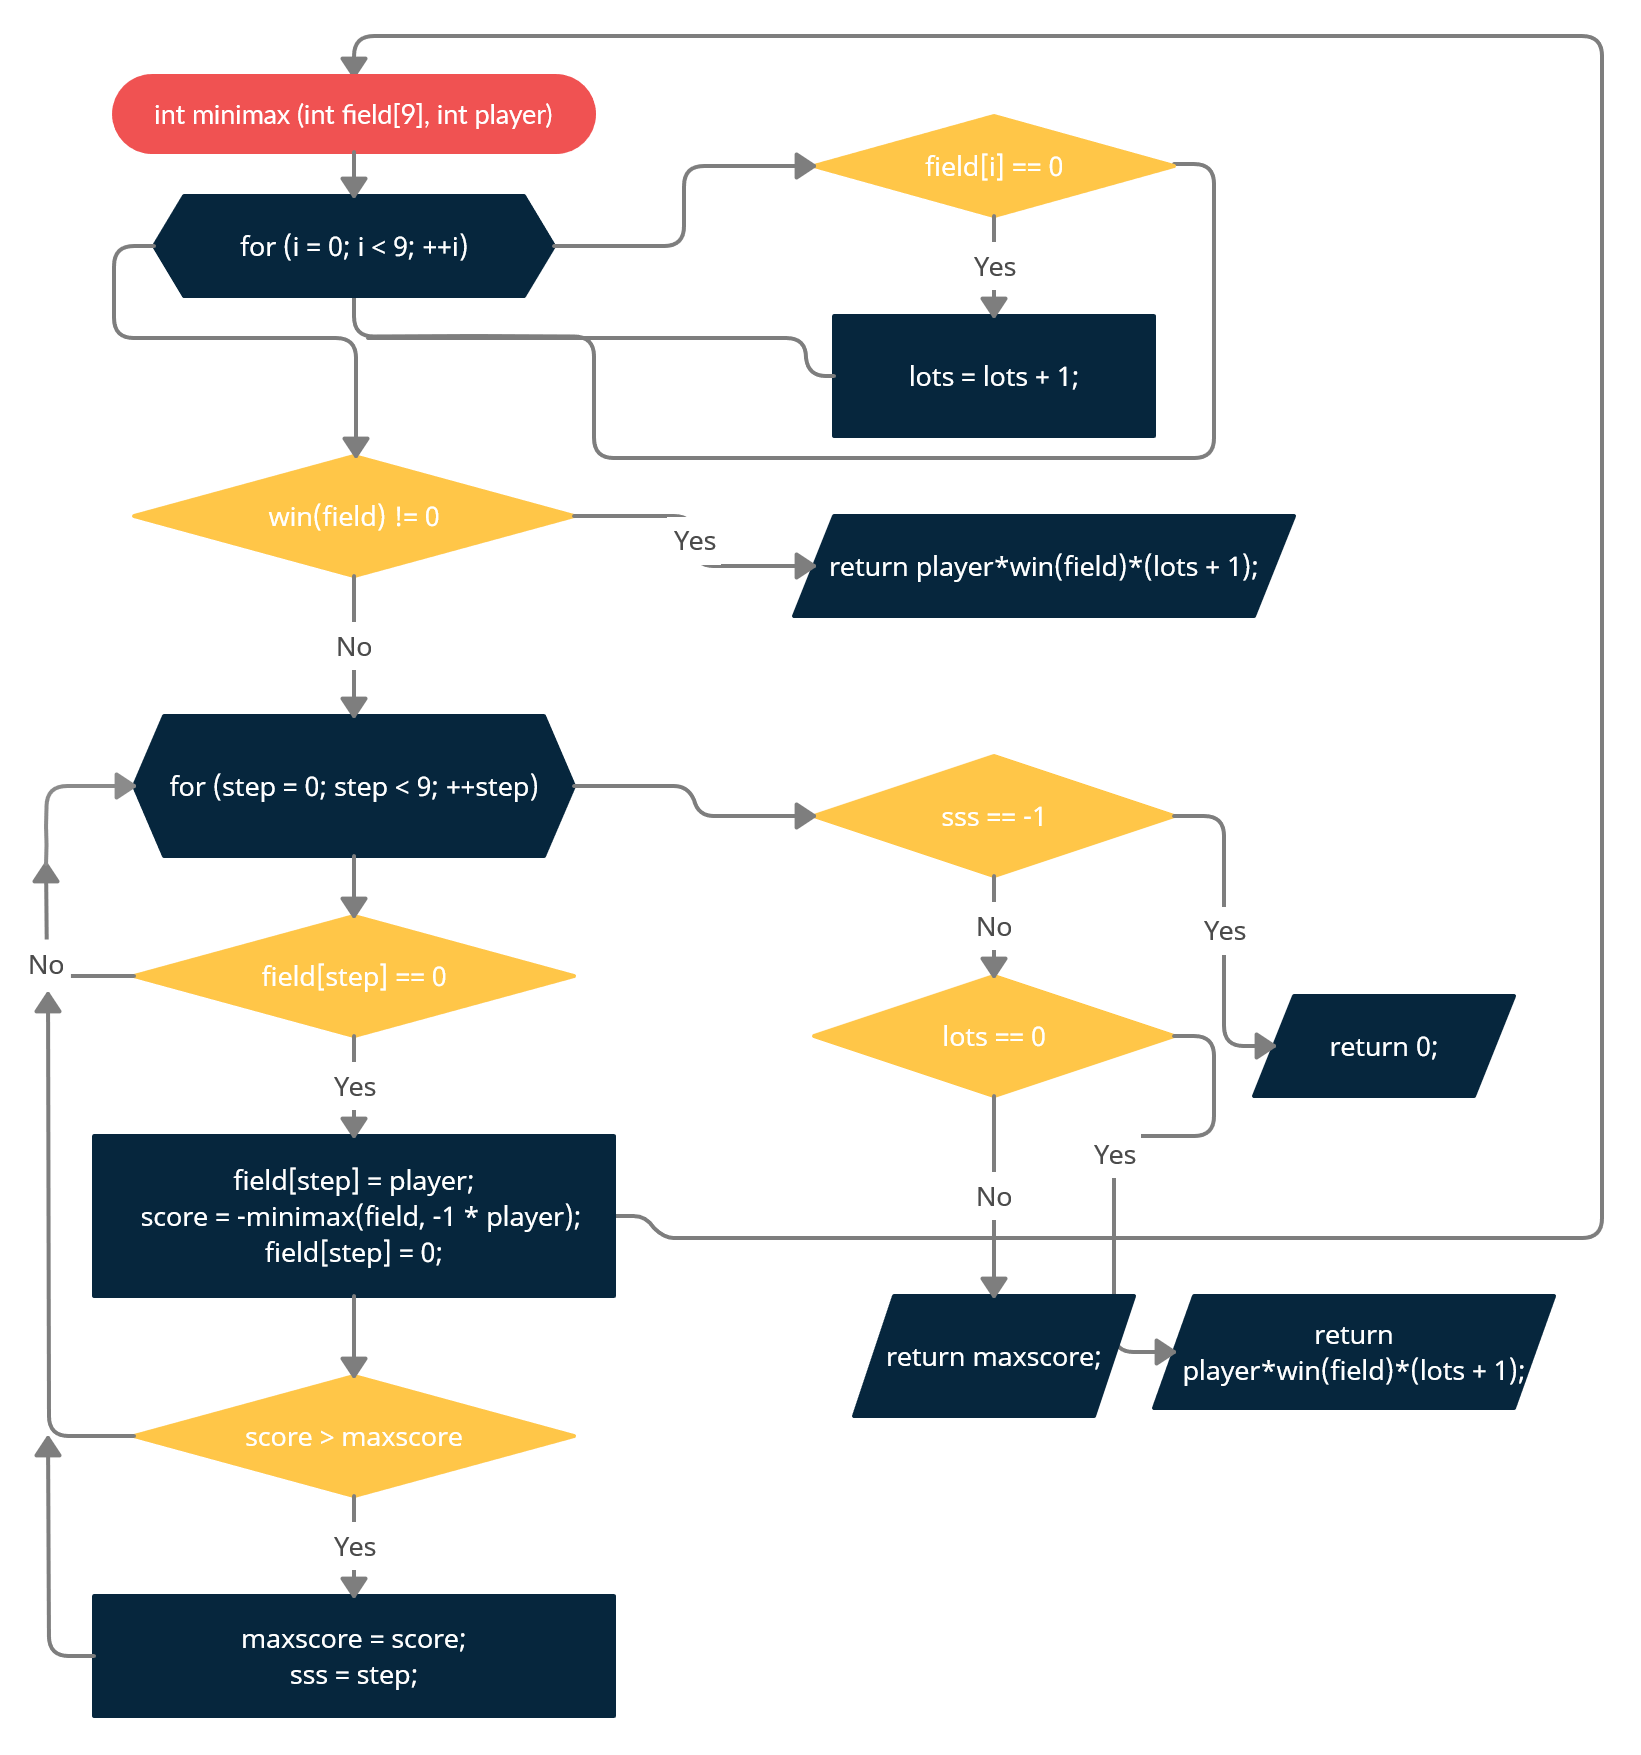 int minimax (int field[9], int player)
for (i = 0; i < 9; ++i)
field[i] == 0
Yes
lots = lots + 1;
win(field) != 0
Yes
return player*win(field)*(lots + 1);
No
for (step = 0; step < 9; ++step)
sss == -1
No
Yes
field[step] == 0
No
lots == 0
return 0;
Yes
Yes
No
field[step] = player;
score = -minimax(field, -1 * player);
field[step] = 0;
return maxscore;
return
player*win(field)*(lots + 1);
score > maxscore
Yes
maxscore = score;
sss = step;